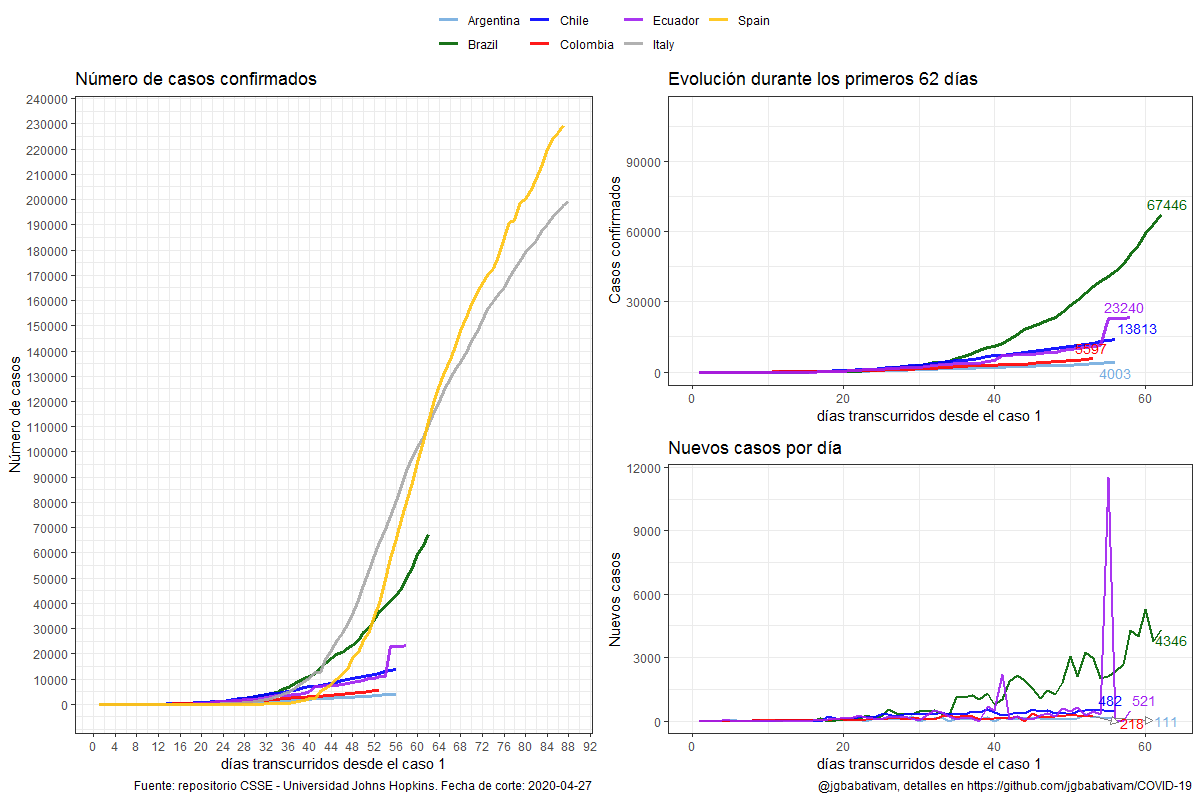 Argentina Chile Ecuador Spain
Brazil Colombia Italy
Número de casos confirmados
Número de casos
240000
230000
220000
210000
200000
190000
180000
170000
160000
150000
140000
130000
120000
110000
100000
90000
80000
70000
60000
50000
40000
30000
20000
10000
0
0 4 8 12 16 20 24 28 32 36 40 44 48 52 56 60 64 68 72 76 80 84 88 92
días transcurridos desde el caso 1
Fuente: repositorio CSSE - Universidad Johns Hopkins. Fecha de corte: 2020-04-27
Evolución durante los primeros 62 días
Casos confirmados
90000
60000
30000
0
67446
23240
13813
5597
4003
0 20 40 60
días transcurridos desde el caso 1
Nuevos casos por día
Nuevos casos
12000
9000
6000
3000
0
4346
482
521
218
111
0 20 40 60
días transcurridos desde el caso 1
@jgbabativam, detalles en https://github.com/jgbabativam/COVID-19